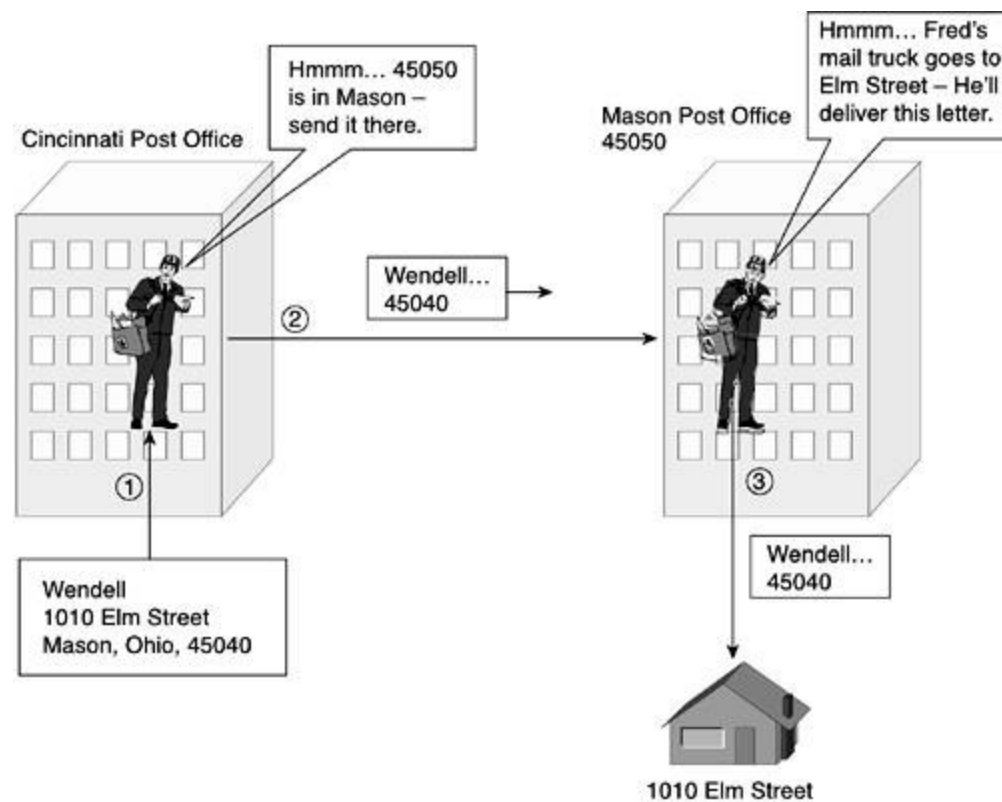 Hmmm... 45050
is in Mason –
send it there.
Hmmm... Fred's
mail truck goes to
Elm Street – He'll
deliver this letter.
Cincinnati Post Office
Mason Post Office
45050
Wendell...
45040
②
①
③
Wendell
1010 Elm Street
Mason, Ohio, 45040
Wendell...
45040
1010 Elm Street